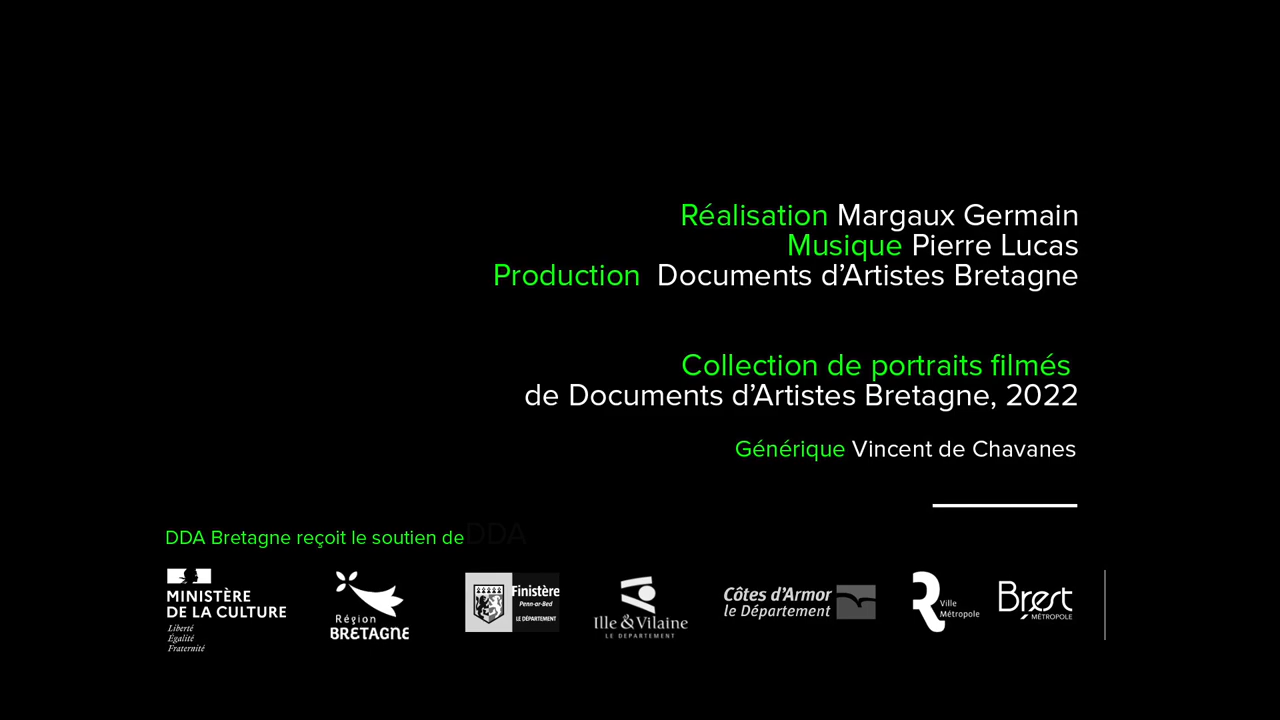 Réalisation Margaux Germain
Musique Pierre Lucas
Production Documents d’Artistes Bretagne
Collection de portraits filmés
de Documents d’Artistes Bretagne, 2022
Générique Vincent de Chavanes
DDA Bretagne reçoit le soutien de DDA
MINISTÈRE
DE LA CULTURE
Liberté
Égalité
Fraternité
Région
BRETAGNE
Finistère
Penn-ar-Bed
LE DÉPARTEMENT
Ille & Vilaine
LE DÉPARTEMENT
Côtes d’Armor
le Département
R
Ville
Métropole
Brest
MÉTROPOLE